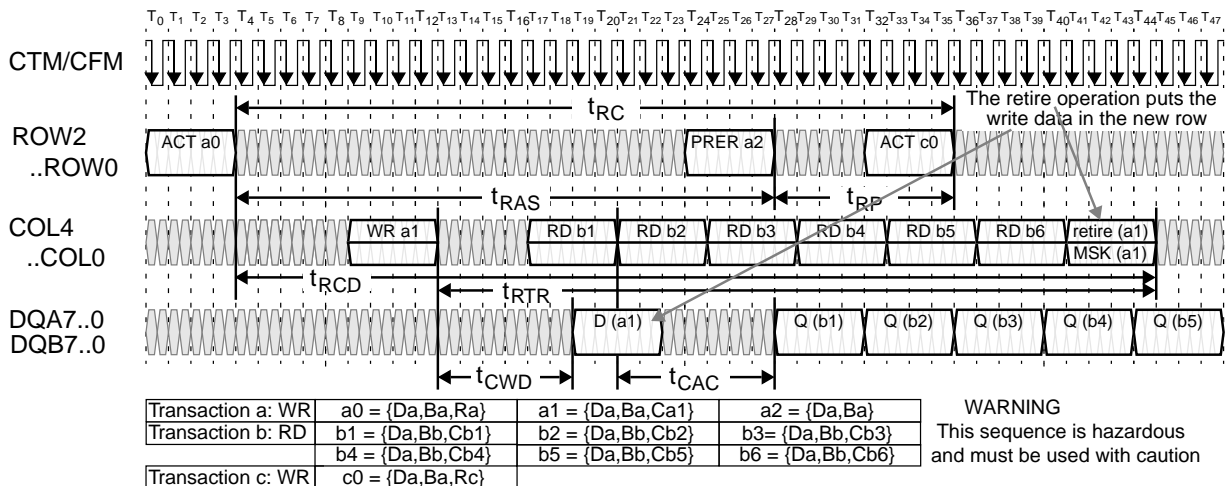 T0 T1 T2 T3 T4 T5 T6 T7 T8 T9 T10 T11 T12 T13 T14 T15 T16 T17 T18 T19 T20 T21 T22 T23 T24 T25 T26 T27 T28 T29 T30 T31 T32 T33 T34 T35 T36 T37 T38 T39 T40 T41 T42 T43 T44 T45 T46 T47
CTM/CFM
tRC
The retire operation puts the
write data in the new row
ROW2
..ROW0
ACT a0 PRER a2 ACT c0
tRAS tRP
COL4
..COL0
WR a1 RD b1 RD b2 RD b3 RD b4 RD b5 RD b6 retire (a1)
MSK (a1)
tRCD tRTR
DQA7..0
DQB7..0
D (a1) Q (b1) Q (b2) Q (b3) Q (b4) Q (b5)
tCWD tCAC
Transaction a: WR a0 = {Da,Ba,Ra} a1 = {Da,Ba,Ca1} a2 = {Da,Ba}
Transaction b: RD b1 = {Da,Bb,Cb1} b2 = {Da,Bb,Cb2} b3= {Da,Bb,Cb3}
b4 = {Da,Bb,Cb4} b5 = {Da,Bb,Cb5} b6 = {Da,Bb,Cb6}
Transaction c: WR c0 = {Da,Ba,Rc}
WARNING
This sequence is hazardous
and must be used with caution